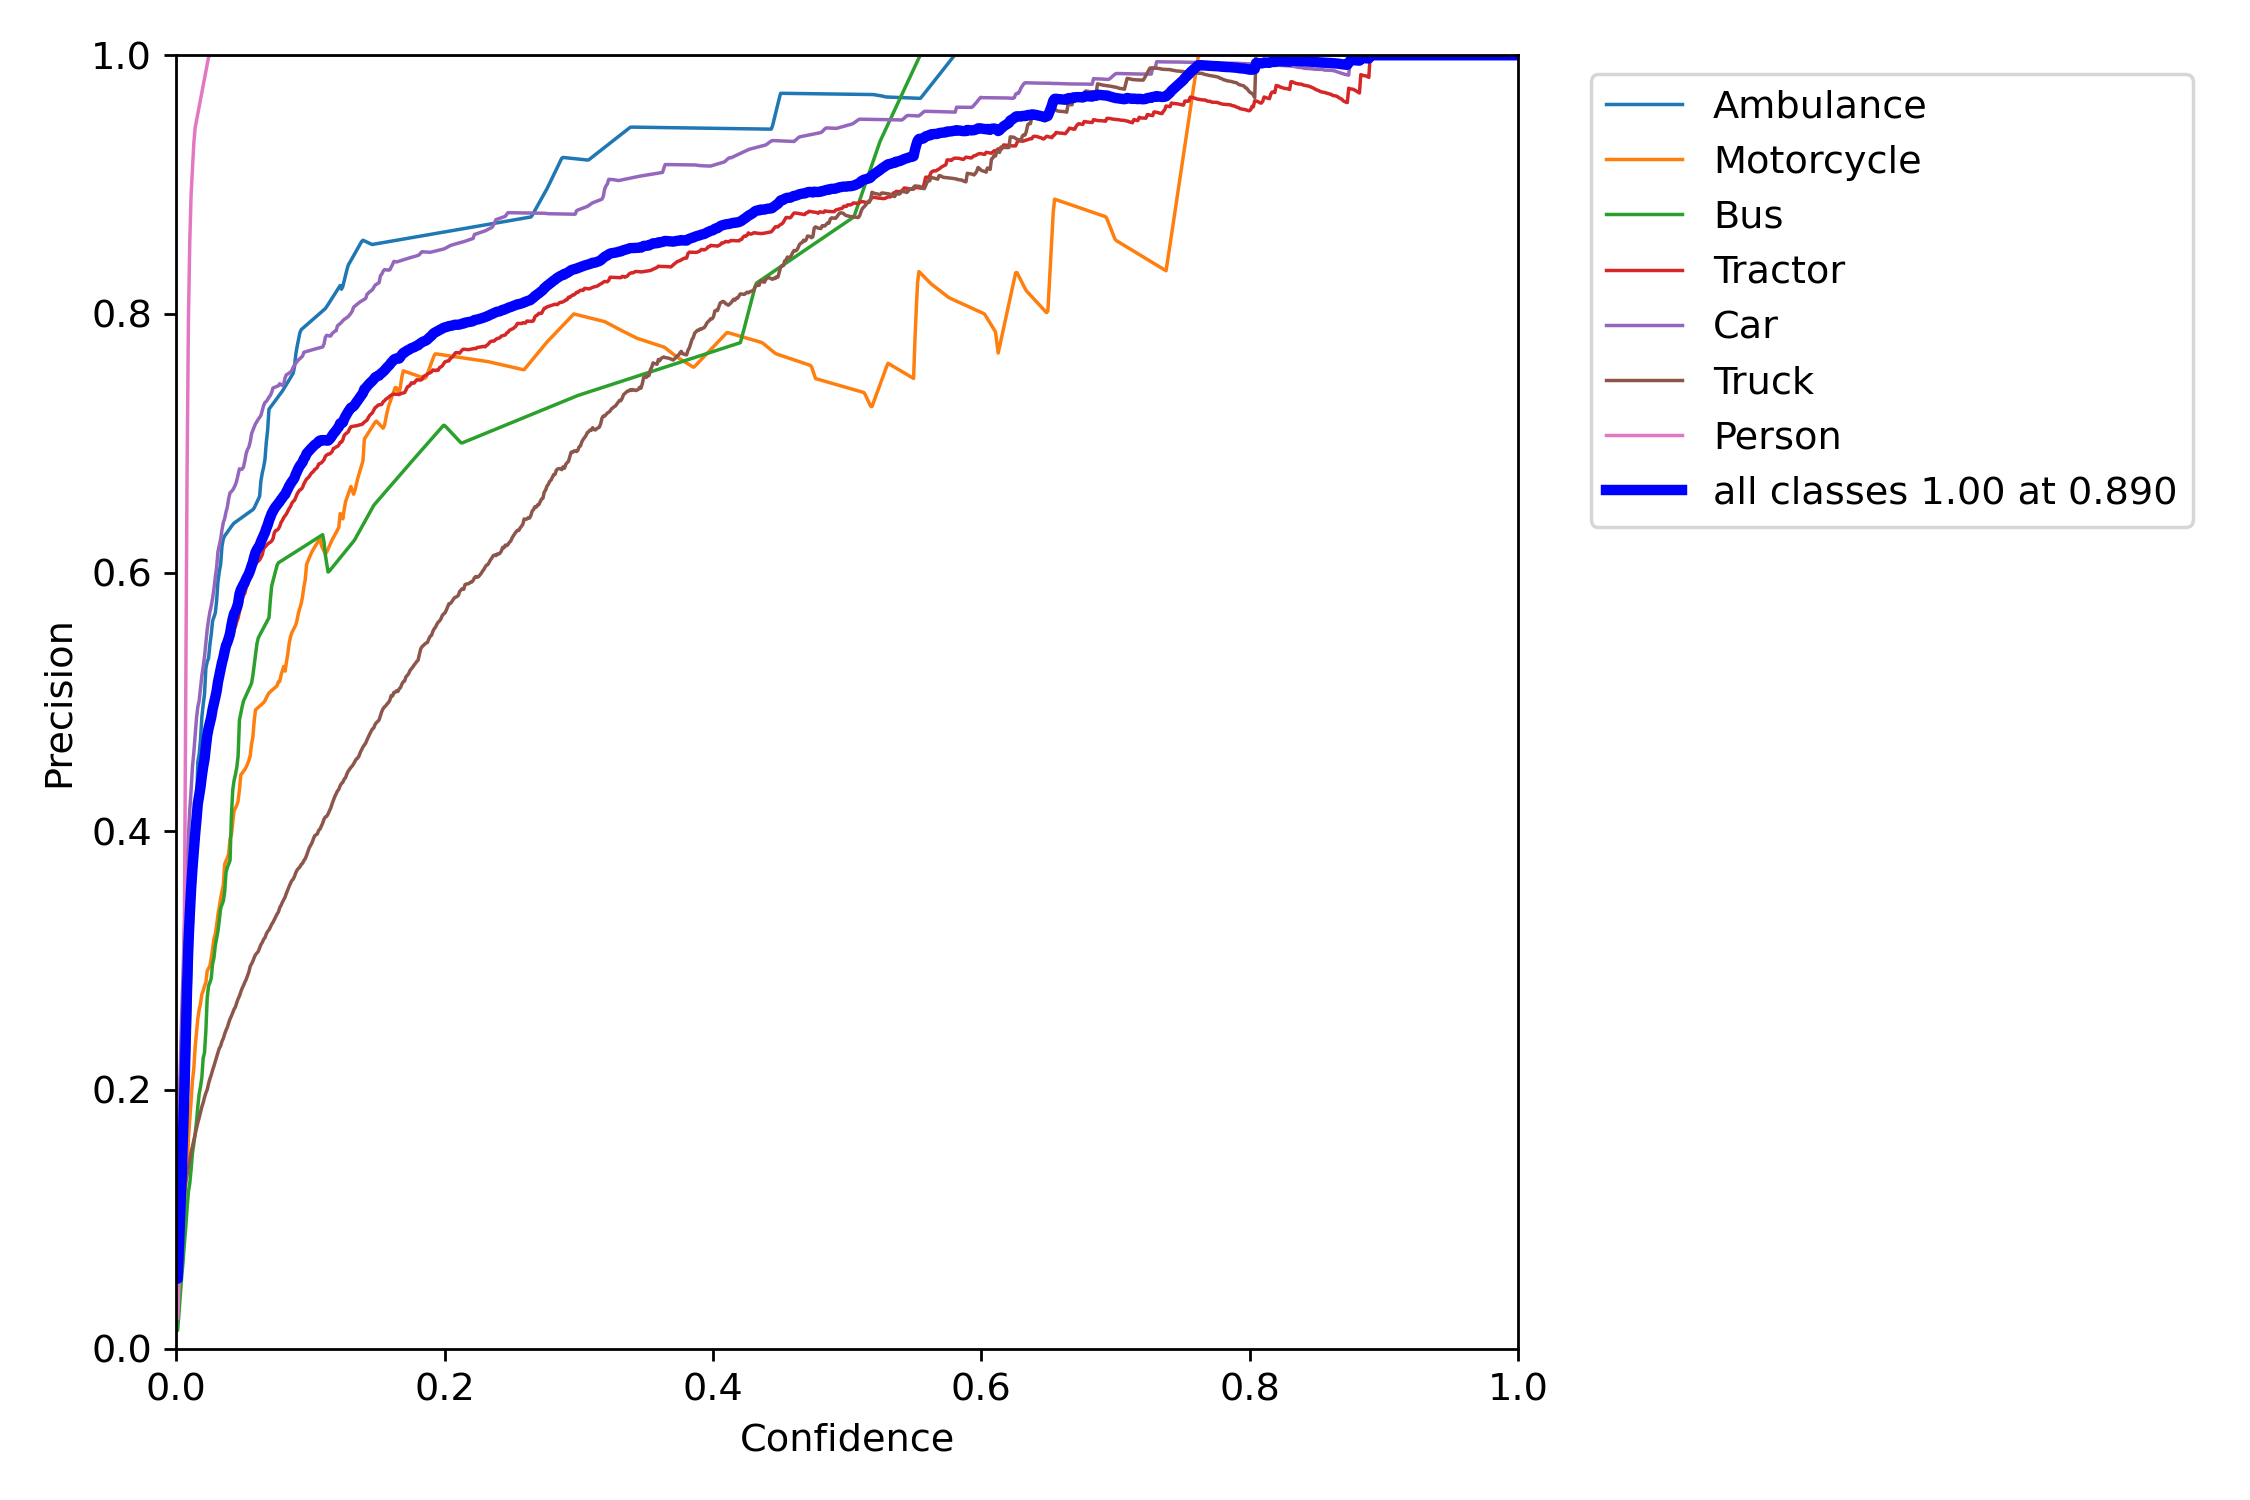 1.0
0.8
0.6
0.4
0.2
0.0
Precision
0.0 0.2 0.4 0.6 0.8 1.0
Confidence
Ambulance
Motorcycle
Bus
Tractor
Car
Truck
Person
all classes 1.00 at 0.890